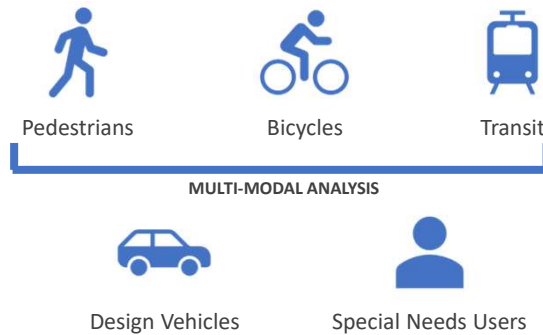 Pedestrians Bicycles Transit
MULTI-MODAL ANALYSIS
Design Vehicles Special Needs Users